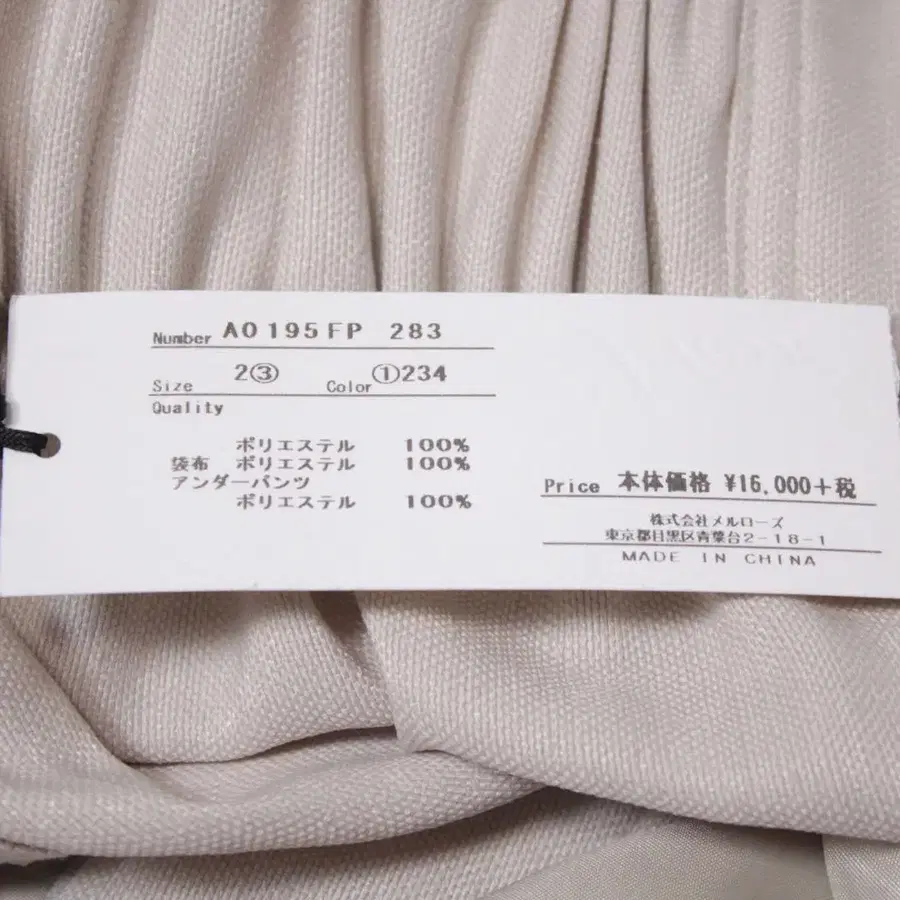 Number AO195FP 283
Size 2③ Color ①234
Quality
ポリエステル 100%
袋布 ポリエステル 100%
アンダーパンツ
ポリエステル 100%
Price 本体価格 ¥16,000+税
株式会社メルローズ
東京都目黒区青葉台2-18-1
MADE IN CHINA